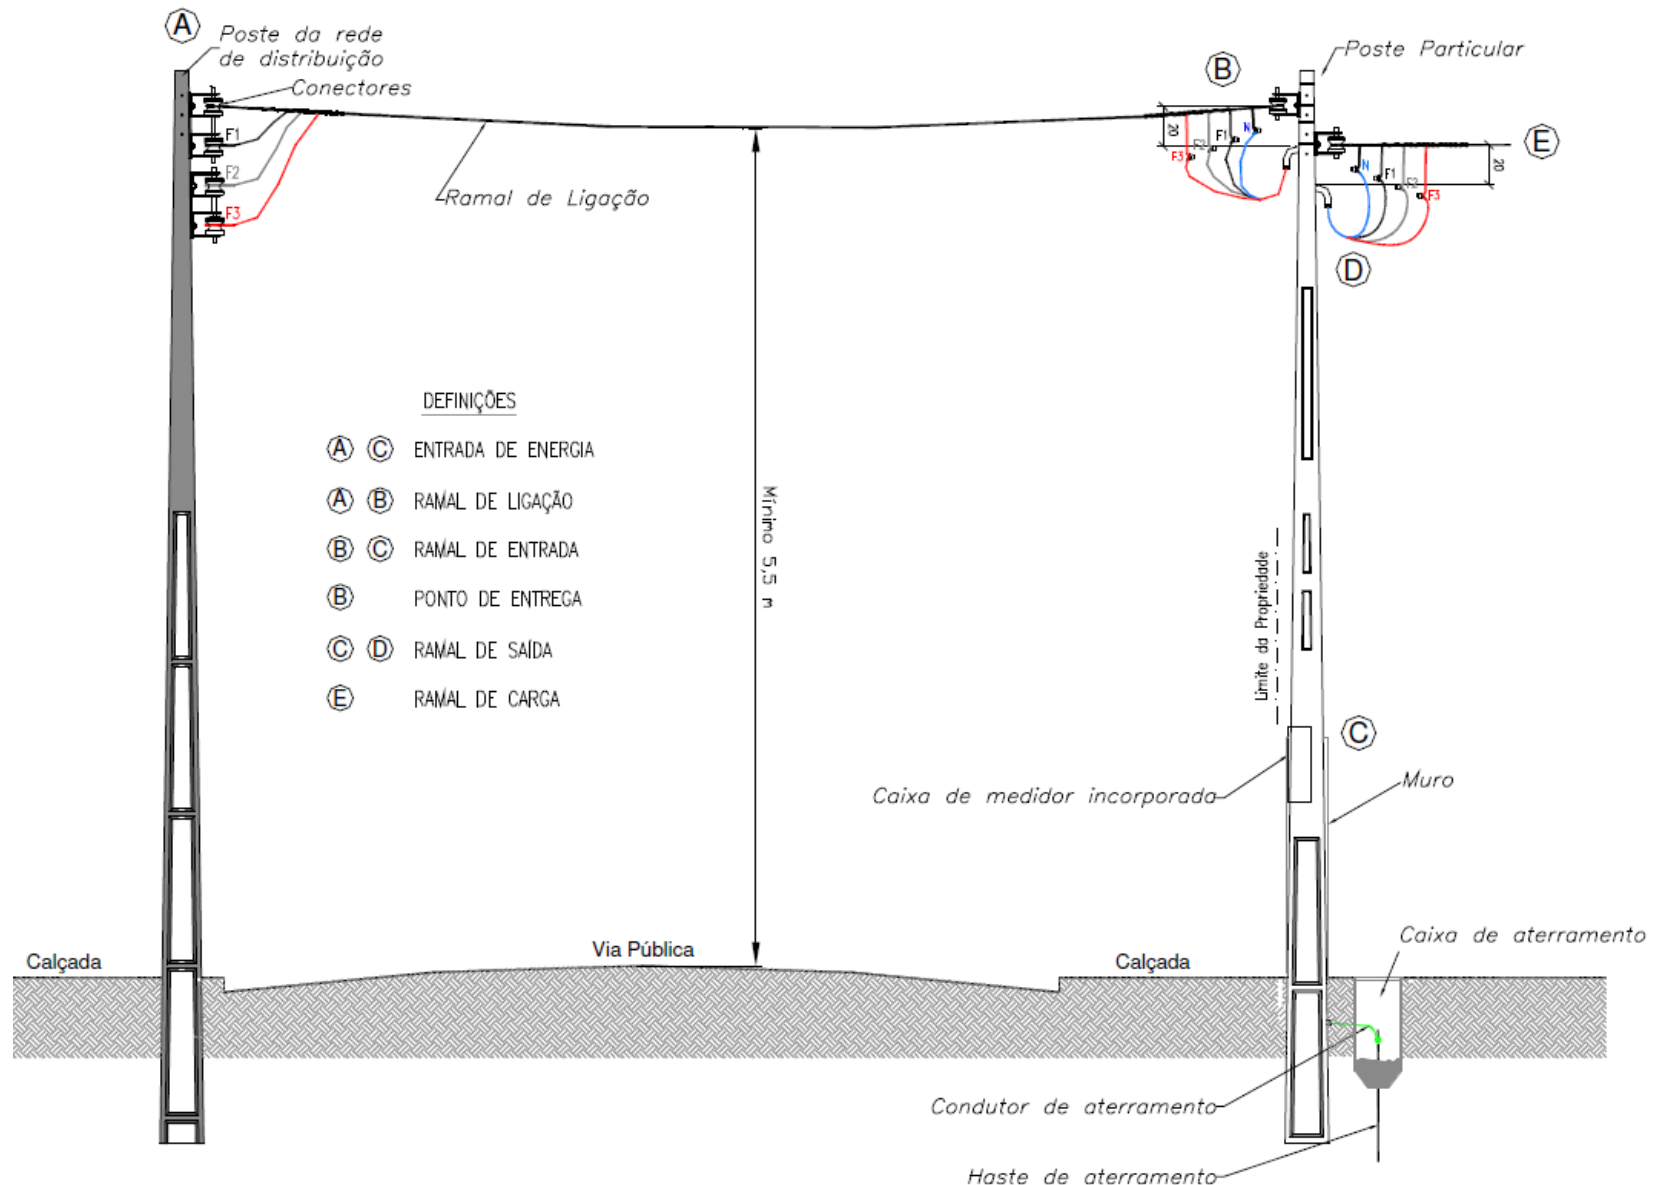 A
Poste da rede
de distribuição
Conectores
F1
F2
F3
Ramal de Ligação
B
Poste Particular
20
F3
F2
F1
N
E
20
N
F1
F2
F3
D
DEFINIÇÕES
A C ENTRADA DE ENERGIA
A B RAMAL DE LIGAÇÃO
B C RAMAL DE ENTRADA
B PONTO DE ENTREGA
C D RAMAL DE SAÍDA
E RAMAL DE CARGA
Mínimo 5,5 m
Limite da Propriedade
C
Caixa de medidor incorporada
Muro
Calçada
Via Pública
Calçada
Caixa de aterramento
Condutor de aterramento
Haste de aterramento